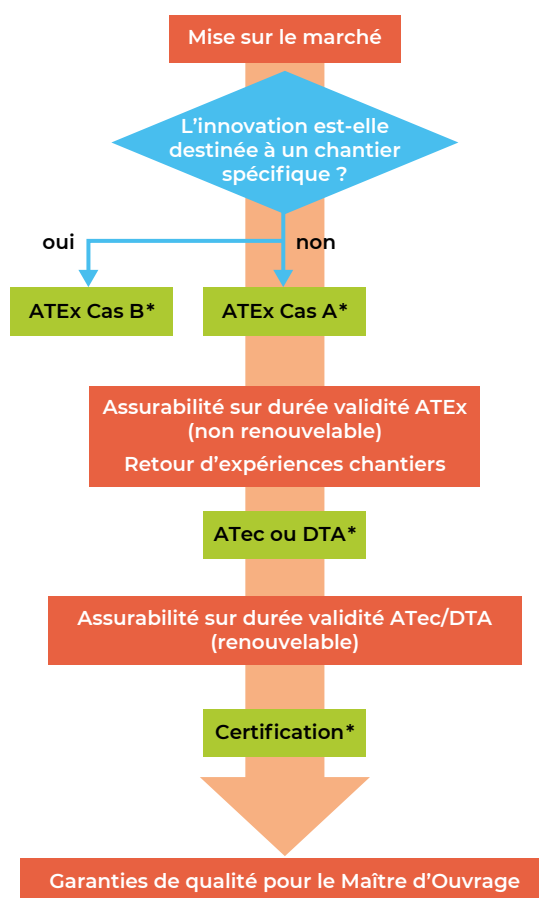 Mise sur le marché
L'innovation est-elle
destinée à un chantier
spécifique ?
oui
non
ATEx Cas B*
ATEx Cas A*
Assurabilité sur durée validité ATEx
(non renouvelable)
Retour d'expériences chantiers
ATec ou DTA*
Assurabilité sur durée validité ATec/DTA
(renouvelable)
Certification*
Garanties de qualité pour le Maître d'Ouvrage